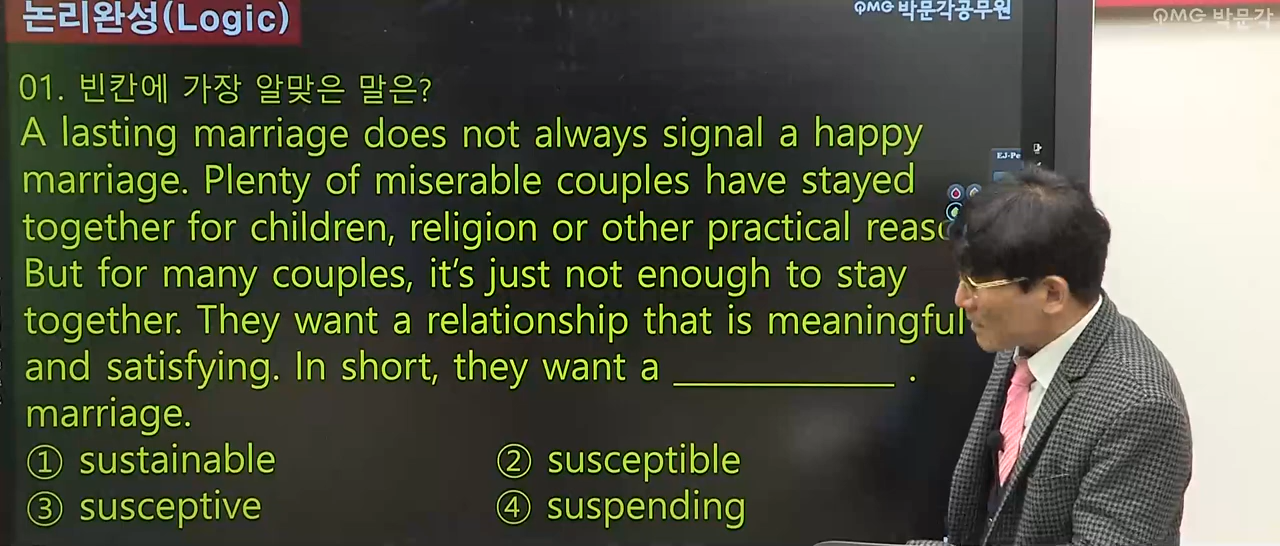 논리완성(Logic)
QMG 박문각공무원
QMG 박문각
01. 빈칸에 가장 알맞은 말은?
A lasting marriage does not always signal a happy
marriage. Plenty of miserable couples have stayed
together for children, religion or other practical
But for many couples, it's just not enough to stay
together. They want a relationship that is meaningful
and satisfying. In short, they want a __________ .
marriage.
① sustainable ② susceptible
③ susceptive ④ suspending